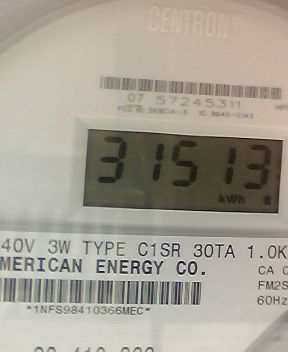 CENTRON®
07 57245311
31513
kWh
40V 3W TYPE C1SR 30TA 1.0K
MERICAN ENERGY CO.
CA 0
FM2S
60Hz
*1NFS98410366MEC*